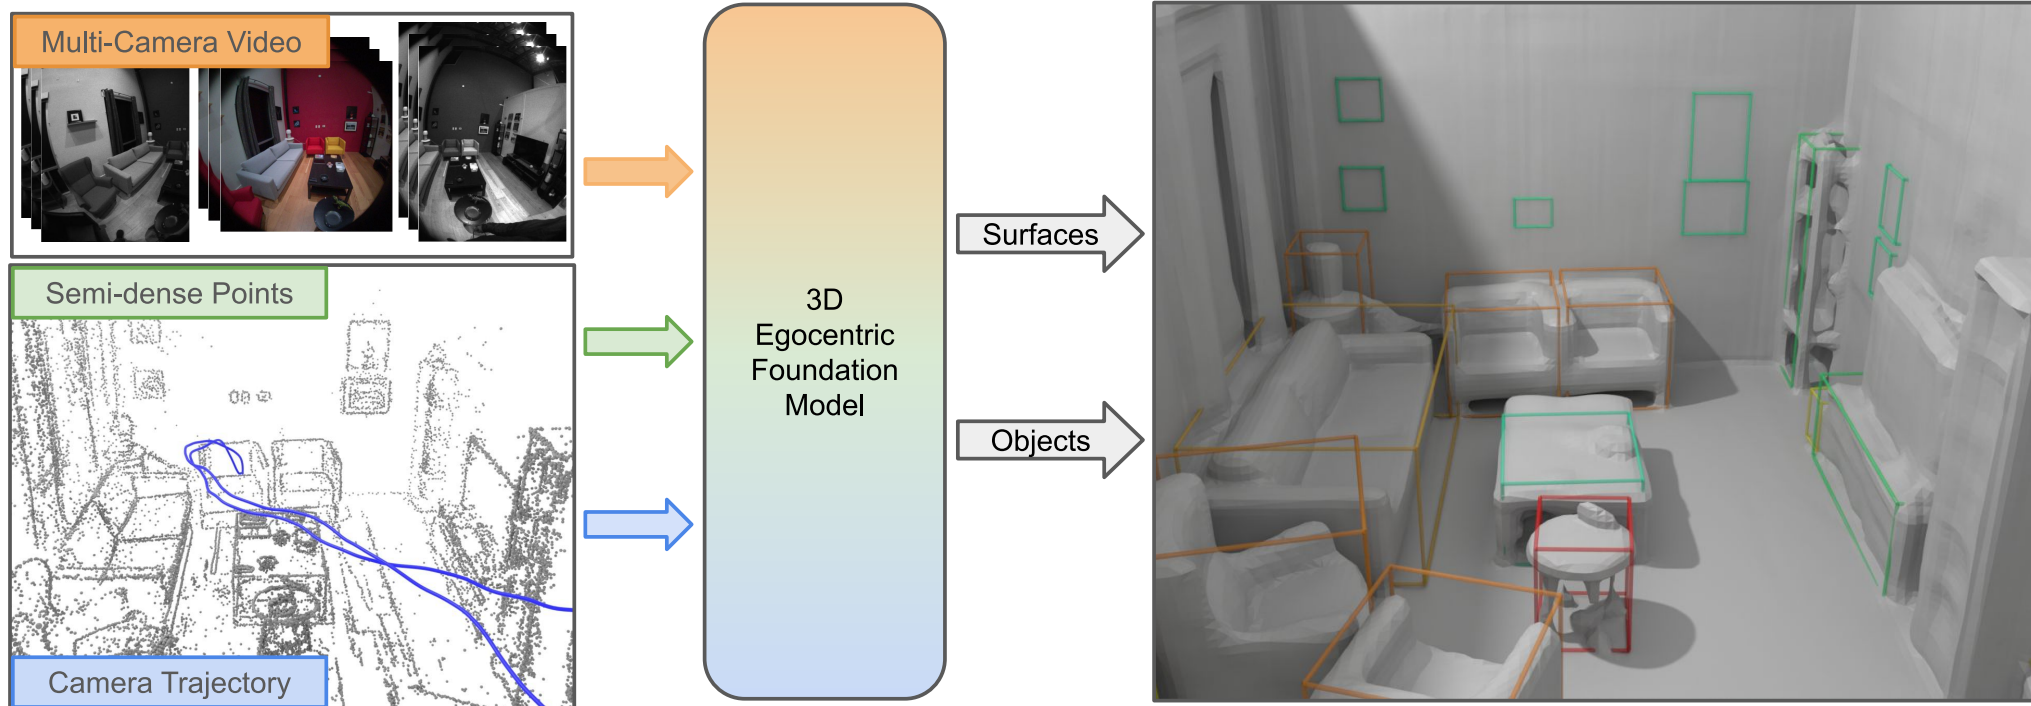 Multi-Camera Video
Semi-dense Points
Camera Trajectory
3D
Egocentric
Foundation
Model
Surfaces
Objects